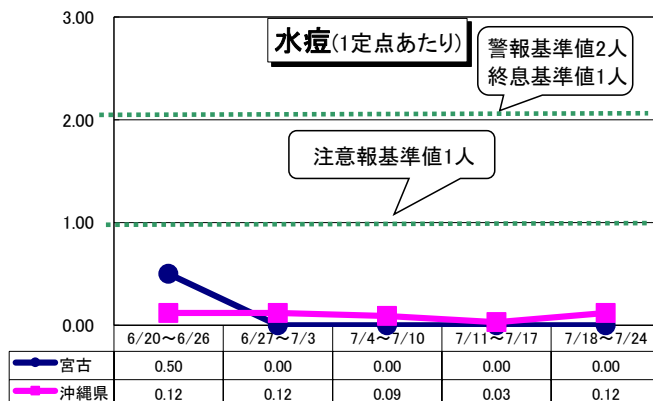 3.00
水痘(1定点あたり)
警報基準値2人
終息基準値1人
2.00
注意報基準値1人
1.00
0.00
6/20～6/26 6/27～7/3 7/4～7/10 7/11～7/17 7/18～7/24
宮古 0.50 0.00 0.00 0.00 0.00
沖縄県 0.12 0.12 0.09 0.03 0.12